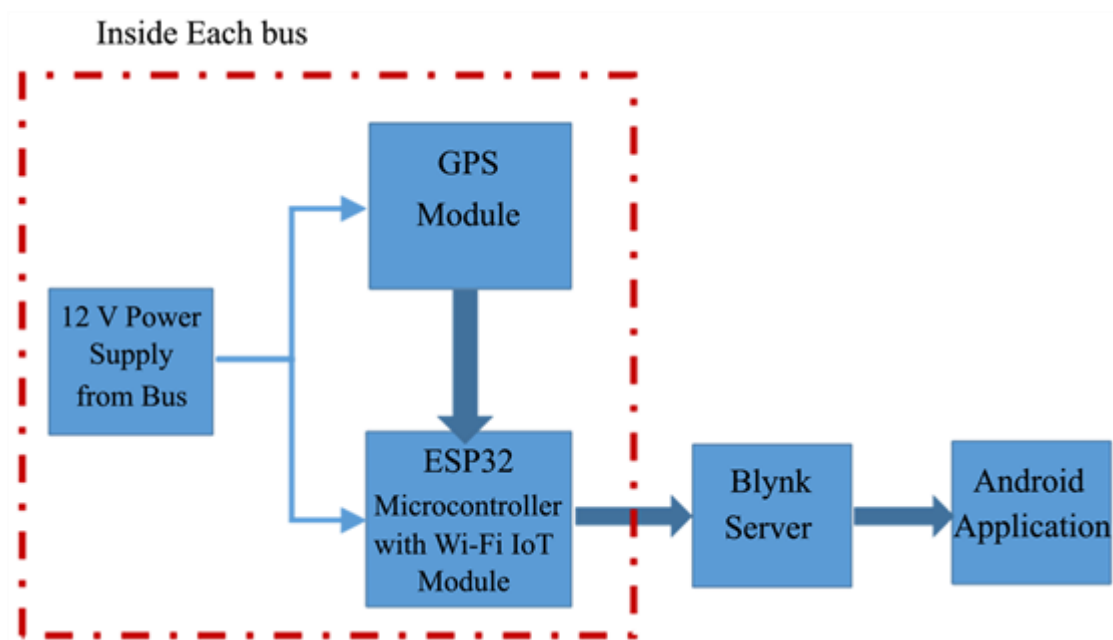 Inside Each bus
GPS
Module
12 V Power
Supply
from Bus
ESP32
Microcontroller
with Wi-Fi IoT
Module
Blynk
Server
Android
Application